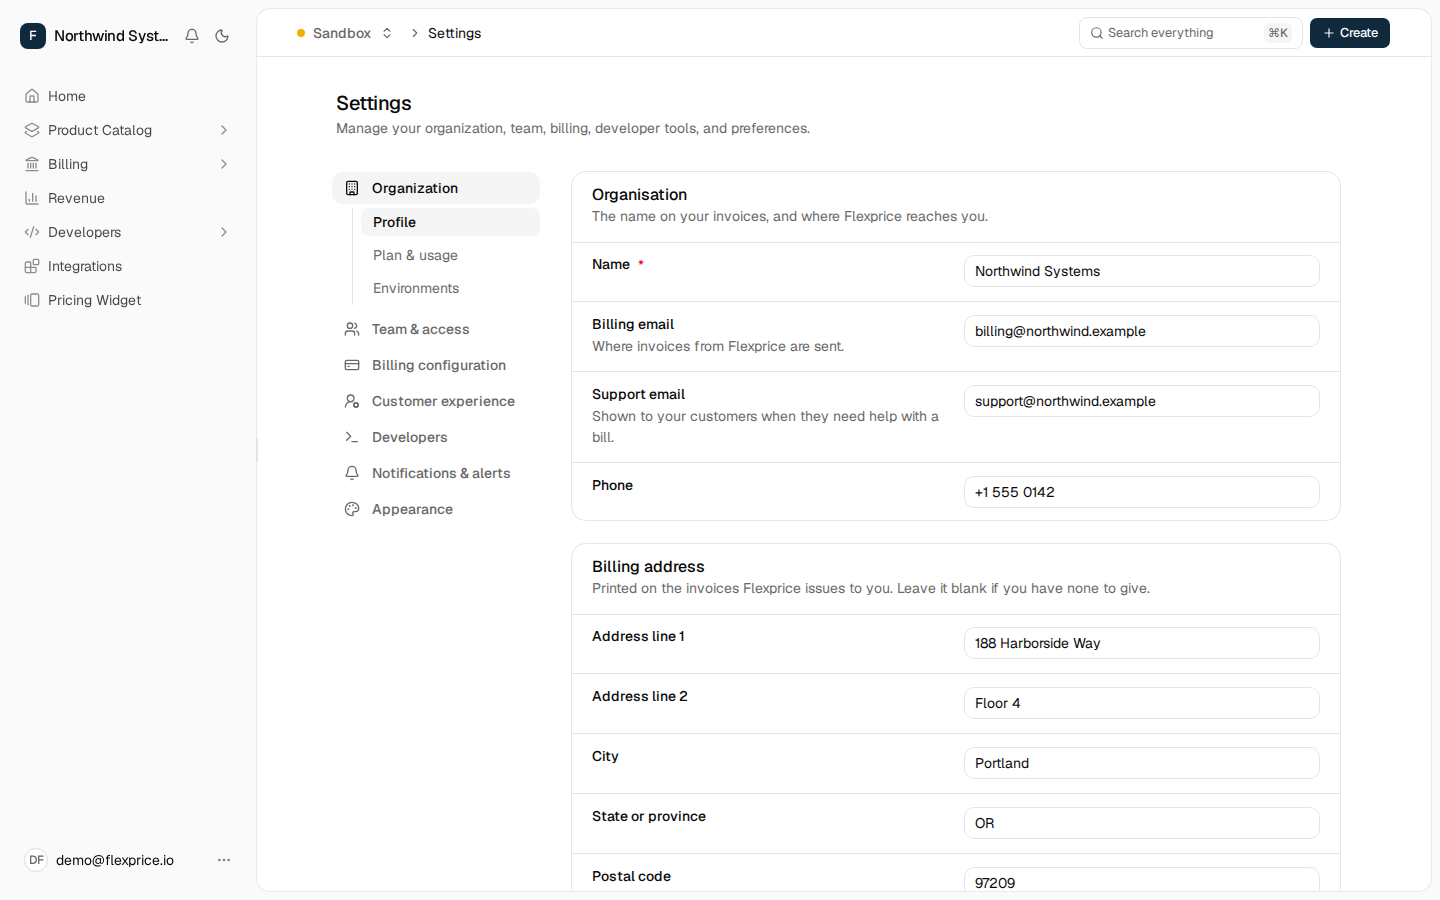 F Northwind Syst...
Home
Product Catalog
Billing
Revenue
Developers
Integrations
Pricing Widget
DF demo@flexprice.io
Sandbox
Settings
Search everything ⌘K
Create
Settings
Manage your organization, team, billing, developer tools, and preferences.
Organization
Profile
Plan & usage
Environments
Team & access
Billing configuration
Customer experience
Developers
Notifications & alerts
Appearance
Organisation
The name on your invoices, and where Flexprice reaches you.
Name *
Northwind Systems
Billing email
Where invoices from Flexprice are sent.
billing@northwind.example
Support email
Shown to your customers when they need help with a
bill.
support@northwind.example
Phone
+1 555 0142
Billing address
Printed on the invoices Flexprice issues to you. Leave it blank if you have none to give.
Address line 1
188 Harborside Way
Address line 2
Floor 4
City
Portland
State or province
OR
Postal code
97209